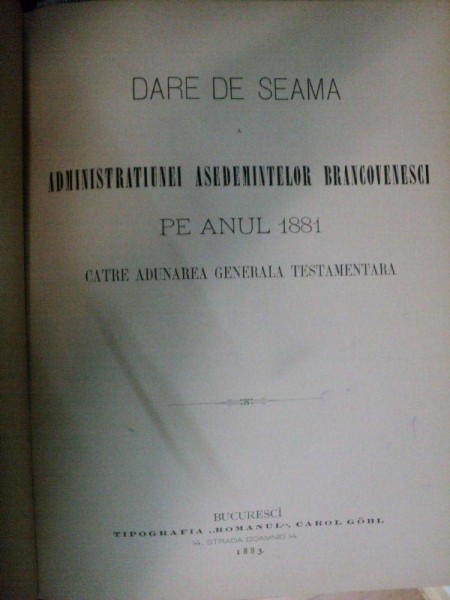 DARE DE SEAMA
A
ADMINISTRATIUNEI ASEDEMINTELOR BRANCOVENESCI
PE ANUL 1881
CATRE ADUNAREA GENERALA TESTAMENTARA
BUCURESCÌ
TIPOGRAFIA „ROMANUL“, CAROL GÖBL
14, STRADA DOAMNEI 14
1883.